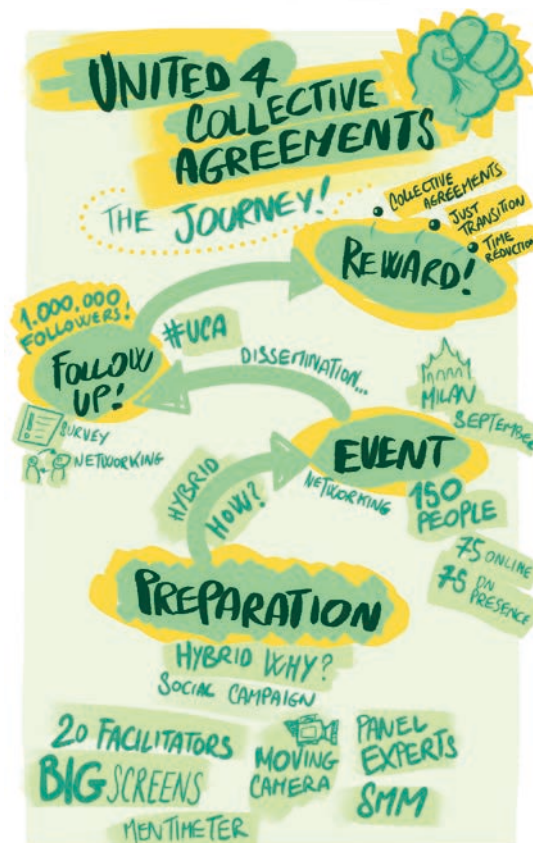 UNITED 4
COLLECTIVE
AGREEMENTS
THE JOURNEY!
COLLECTIVE
AGREEMENTS
JUST
TRANSITION
TIME
REDUCTION
REWARD!
1.000.000
FOLLOWERS!
#UCA
FOLLOW
UP!
DISSEMINATION...
SURVEY
NETWORKING
MILAN
SEPTEMBER
EVENT
NETWORKING
150
PEOPLE
75 ONLINE
75 ON
PRESENCE
HYBRID
HOW?
PREPARATION
HYBRID WHY?
SOCIAL CAMPAIGN
20 FACILITATORS
BIG SCREENS
MENTIMETER
MOVING
CAMERA
PANEL
EXPERTS
SMM